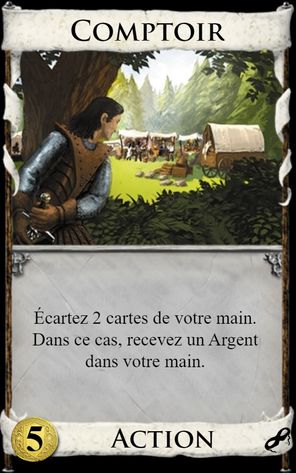 Comptoir
Écartez 2 cartes de votre main.
Dans ce cas, recevez un Argent
dans votre main.
5
Action